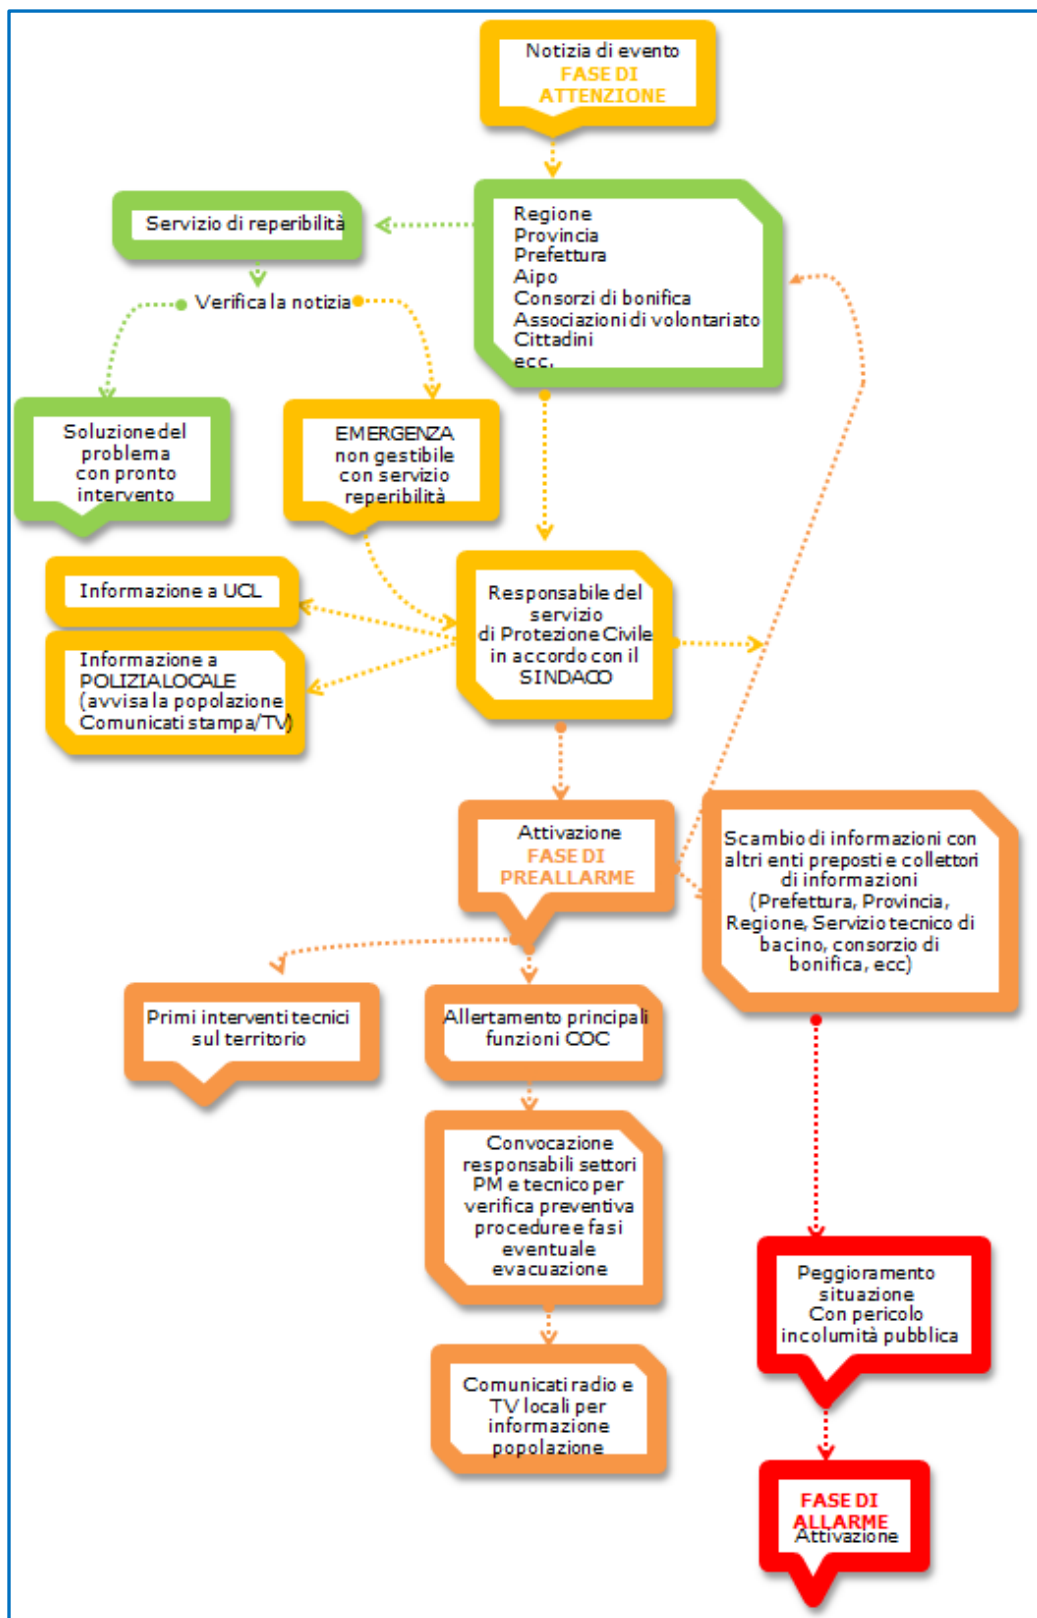 Notizia di evento
FASE DI
ATTENZIONE
Regione
Provincia
Prefettura
Aipo
Consorzi di bonifica
Associazioni di volontariato
Cittadini
ecc.
Servizio di reperibilità
Verifica la notizia
Soluzione del
problema
con pronto
intervento
EMERGENZA
non gestibile
con servizio
reperibilità
Informazione a UCL
Informazione a
POLIZIA LOCALE
(avvisa la popolazione
Comunicati stampa/TV)
Responsabile del
servizio
di Protezione Civile
in accordo con il
SINDACO
Attivazione
FASE DI
PREALLARME
Scambio di informazioni con
altri enti preposti e collettori
di informazioni
(Prefettura, Provincia,
Regione, Servizio tecnico di
bacino, consorzio di
bonifica, ecc)
Primi interventi tecnici
sul territorio
Allertamento principali
funzioni COC
Convocazione
responsabili settori
PM e tecnico per
verifica preventiva
procedure e fasi
eventuale
evacuazione
Comunicati radio e
TV locali per
informazione
popolazione
Peggioramento
situazione
Con pericolo
incolumità pubblica
FASE DI
ALLARME
Attivazione